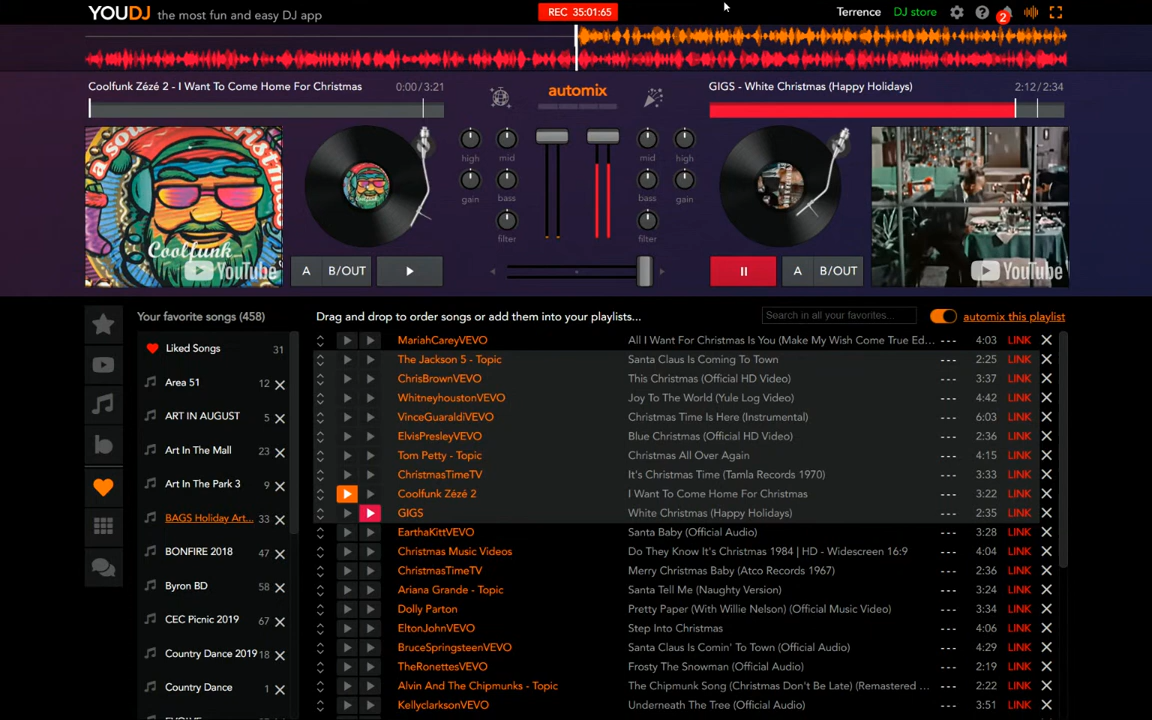 YOUDJ the most fun and easy DJ app
REC 35:01:65
Terrence DJ store 2
Coolfunk Zézé 2 - I Want To Come Home For Christmas 0:00 / 3:21
automix
GIGS - White Christmas (Happy Holidays) 2:12 / 2:34
high mid mid high
gain bass bass gain
filter filter
Coolfunk
YouTube
YouTube
A B/OUT
A B/OUT
Your favorite songs (458)
Drag and drop to order songs or add them into your playlists...
Search in all your favorites...
automix this playlist
Liked Songs 31
Area 51 12
ART IN AUGUST 5
Art In The Mall 23
Art In The Park 3 9
BAGS Holiday Art... 33
BONFIRE 2018 47
Byron BD 58
CEC Picnic 2019 67
Country Dance 2019 18
Country Dance 1
MariahCareyVEVO All I Want For Christmas Is You (Make My Wish Come True Ed... --- 4:03 LINK
The Jackson 5 - Topic Santa Claus Is Coming To Town --- 2:25 LINK
ChrisBrownVEVO This Christmas (Official HD Video) --- 3:37 LINK
WhitneyhoustonVEVO Joy To The World (Yule Log Video) --- 4:42 LINK
VinceGuaraldiVEVO Christmas Time Is Here (Instrumental) --- 6:03 LINK
ElvisPresleyVEVO Blue Christmas (Official HD Video) --- 2:36 LINK
Tom Petty - Topic Christmas All Over Again --- 4:15 LINK
ChristmasTimeTV It's Christmas Time (Tamla Records 1970) --- 3:33 LINK
Coolfunk Zézé 2 I Want To Come Home For Christmas --- 3:22 LINK
GIGS White Christmas (Happy Holidays) --- 2:35 LINK
EarthaKittVEVO Santa Baby (Official Audio) --- 3:28 LINK
Christmas Music Videos Do They Know It's Christmas 1984 | HD - Widescreen 16:9 --- 4:04 LINK
ChristmasTimeTV Merry Christmas Baby (Atco Records 1967) --- 2:36 LINK
Ariana Grande - Topic Santa Tell Me (Naughty Version) --- 3:24 LINK
Dolly Parton Pretty Paper (With Willie Nelson) (Official Music Video) --- 3:34 LINK
EltonJohnVEVO Step Into Christmas --- 4:06 LINK
BruceSpringsteenVEVO Santa Claus Is Comin' To Town (Official Audio) --- 4:29 LINK
TheRonettesVEVO Frosty The Snowman (Official Audio) --- 2:19 LINK
Alvin And The Chipmunks - Topic The Chipmunk Song (Christmas Don't Be Late) (Remastered ... --- 2:22 LINK
KellyclarksonVEVO Underneath The Tree (Official Audio) --- 3:51 LINK